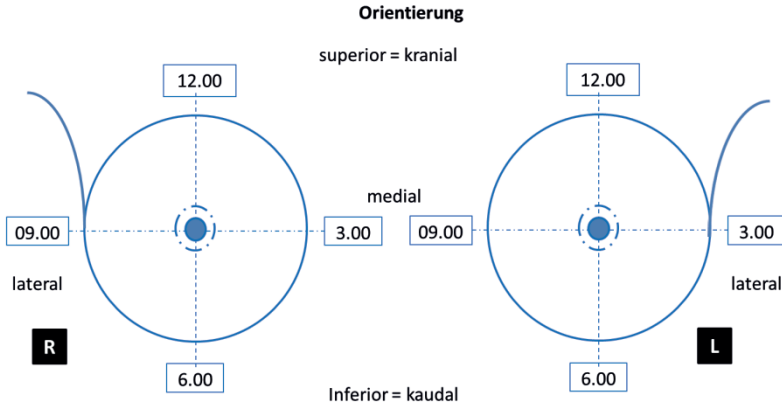 Orientierung
superior = kranial
12.00
12.00
medial
09.00
3.00
09.00
3.00
lateral
lateral
R
L
6.00
6.00
Inferior = kaudal